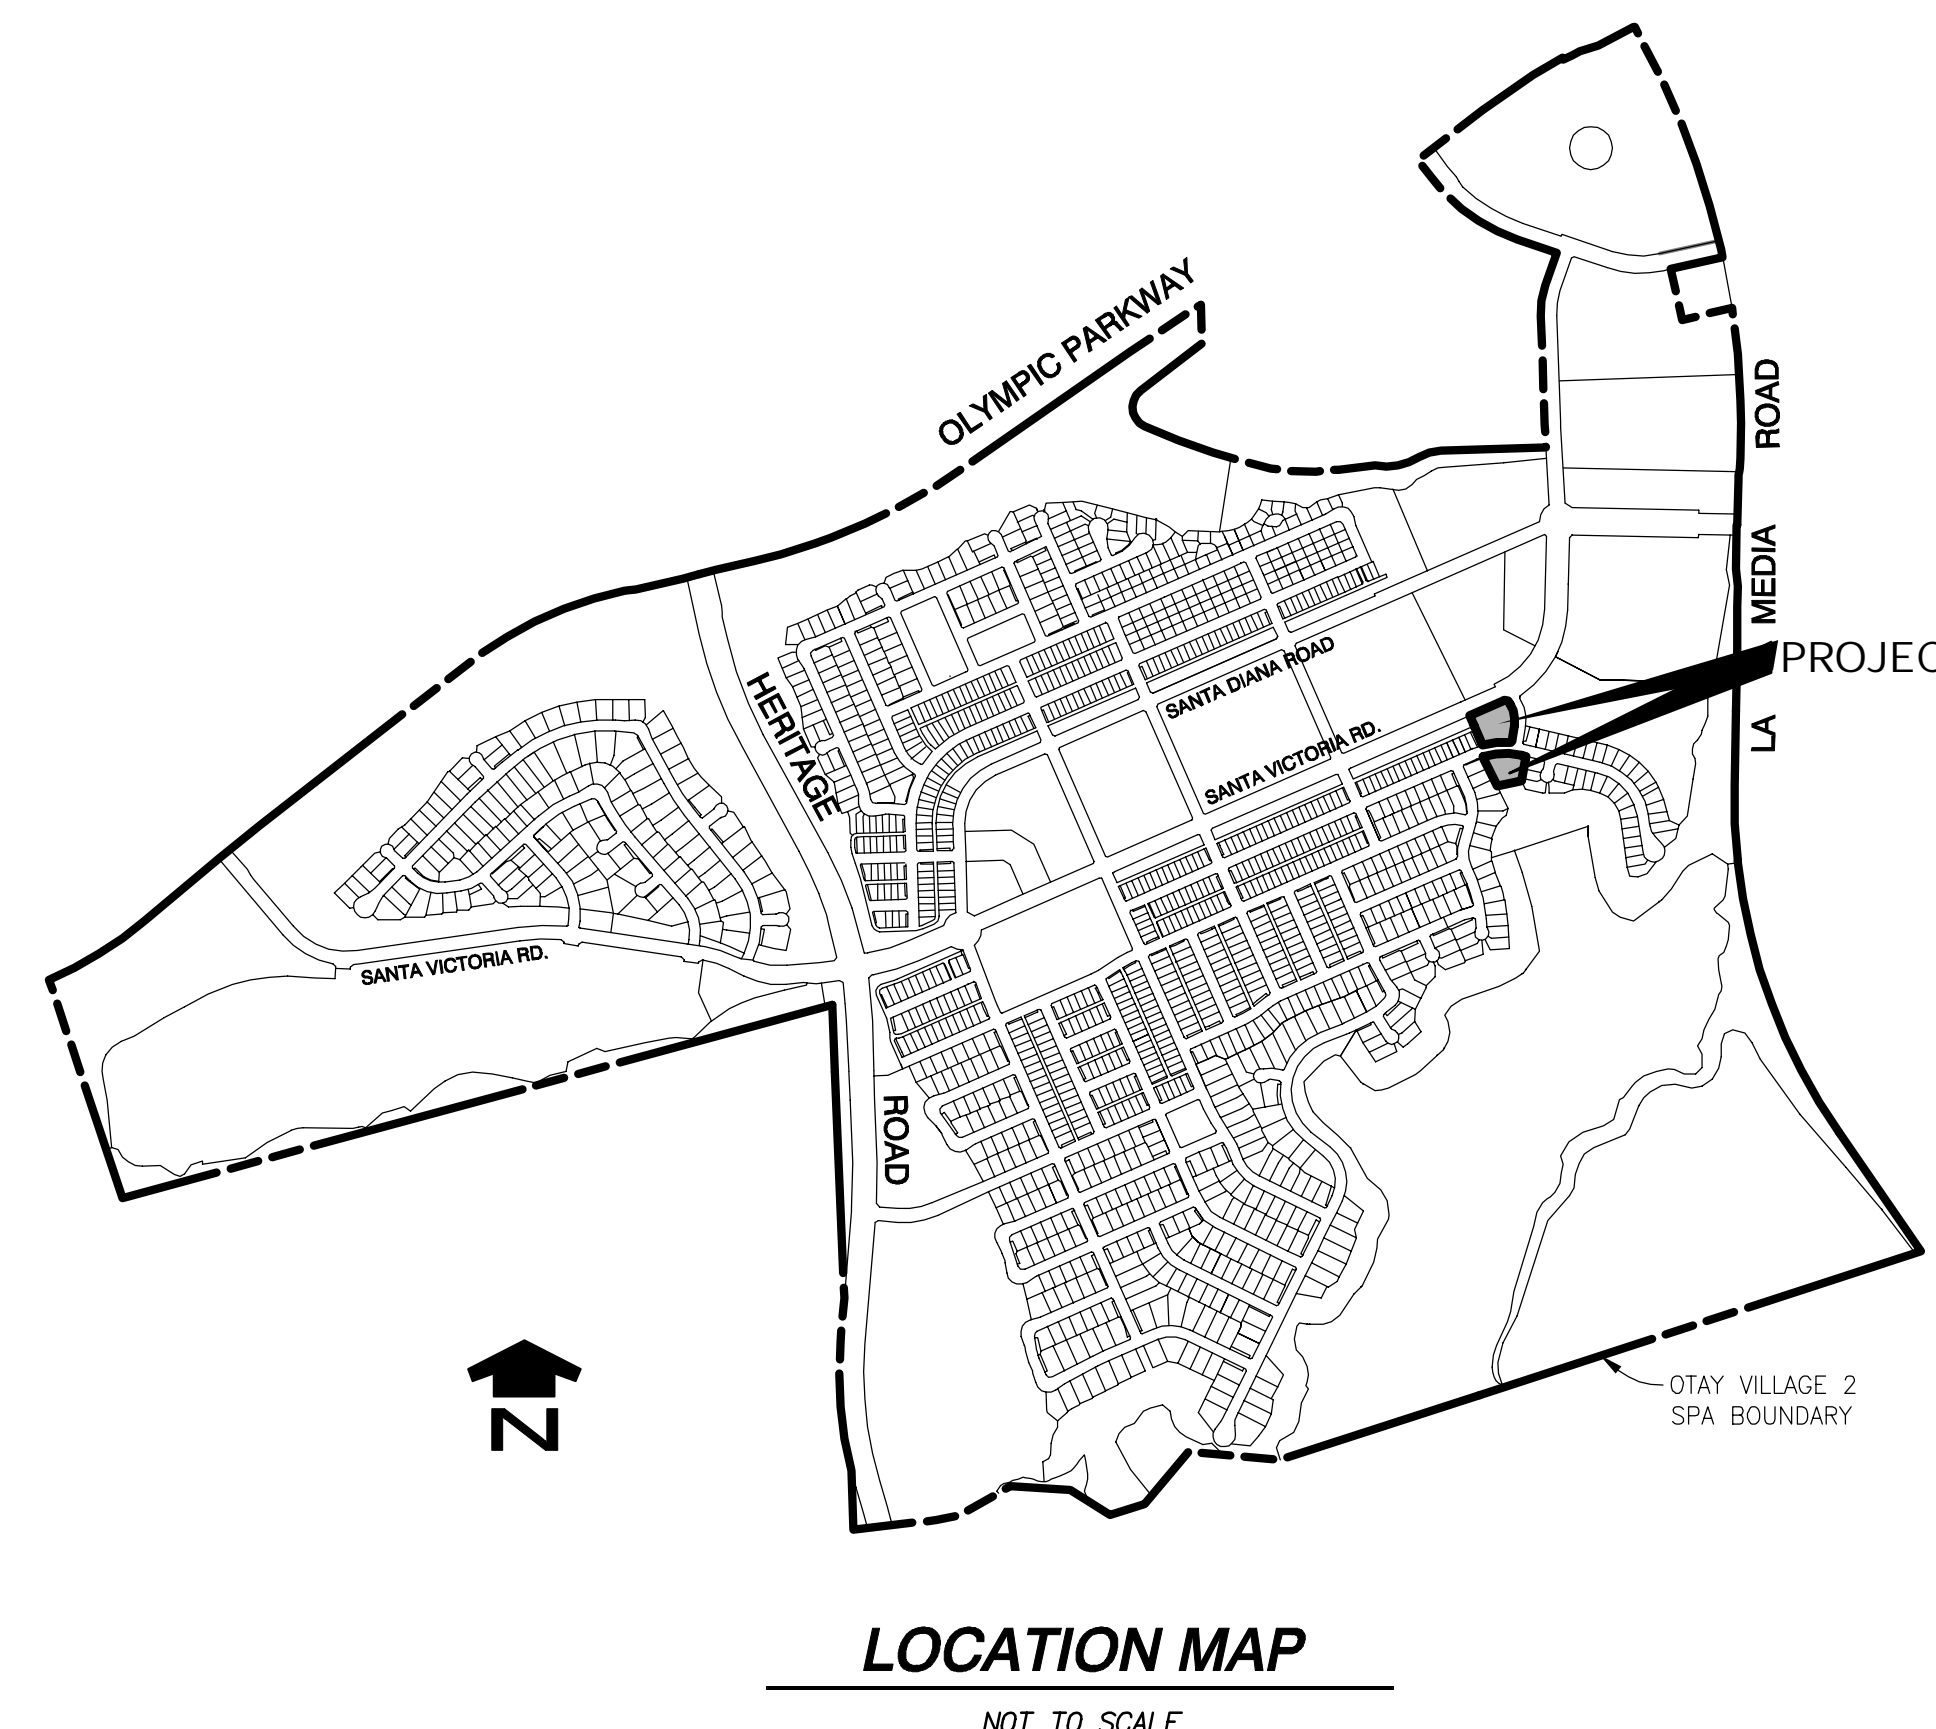 OLYMPIC PARKWAY
LA MEDIA ROAD
SANTA DIANA ROAD
PROJEC
HERITAGE ROAD
SANTA VICTORIA RD.
SANTA VICTORIA RD.
OTAY VILLAGE 2
SPA BOUNDARY
N
LOCATION MAP
NOT TO SCALE